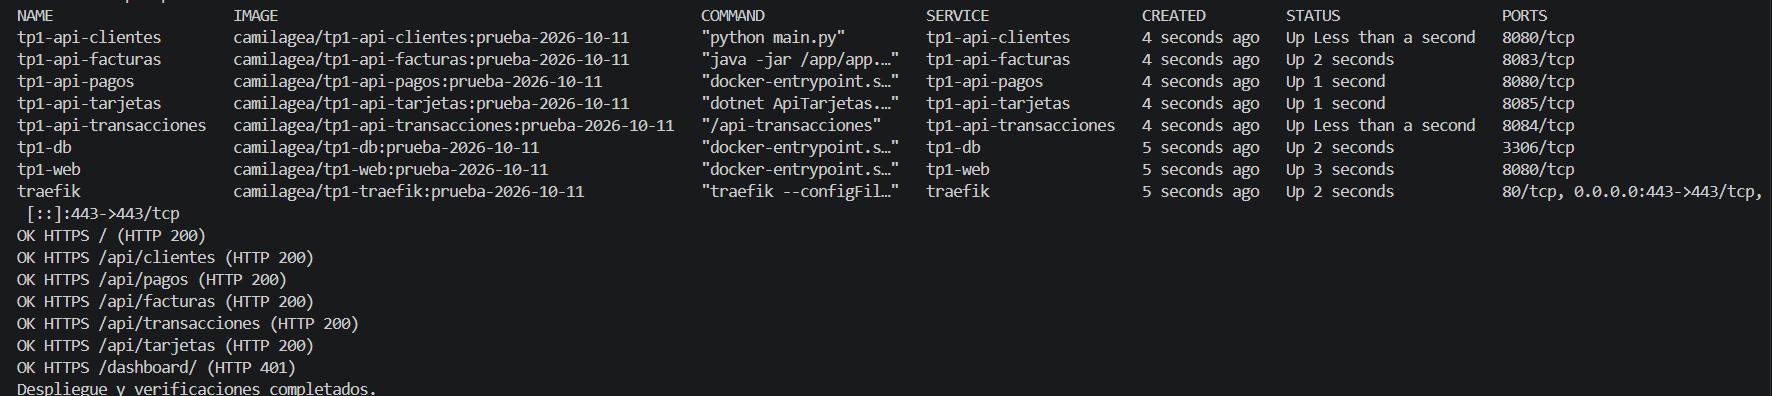 NAME                  IMAGE                                              COMMAND                  SERVICE                CREATED         STATUS                  PORTS
tp1-api-clientes      camilagea/tp1-api-clientes:prueba-2026-10-11       "python main.py"         tp1-api-clientes       4 seconds ago   Up Less than a second   8080/tcp
tp1-api-facturas      camilagea/tp1-api-facturas:prueba-2026-10-11       "java -jar /app/app.…"   tp1-api-facturas       4 seconds ago   Up 2 seconds            8083/tcp
tp1-api-pagos         camilagea/tp1-api-pagos:prueba-2026-10-11          "docker-entrypoint.s…"   tp1-api-pagos          4 seconds ago   Up 1 second             8080/tcp
tp1-api-tarjetas      camilagea/tp1-api-tarjetas:prueba-2026-10-11       "dotnet ApiTarjetas.…"   tp1-api-tarjetas       4 seconds ago   Up 1 second             8085/tcp
tp1-api-transacciones camilagea/tp1-api-transacciones:prueba-2026-10-11  "/api-transacciones"     tp1-api-transacciones  4 seconds ago   Up Less than a second   8084/tcp
tp1-db                camilagea/tp1-db:prueba-2026-10-11                 "docker-entrypoint.s…"   tp1-db                 5 seconds ago   Up 2 seconds            3306/tcp
tp1-web               camilagea/tp1-web:prueba-2026-10-11                "docker-entrypoint.s…"   tp1-web                5 seconds ago   Up 3 seconds            8080/tcp
traefik               camilagea/tp1-traefik:prueba-2026-10-11            "traefik --configFil…"   traefik                5 seconds ago   Up 2 seconds            80/tcp, 0.0.0.0:443->443/tcp,
 [::]:443->443/tcp
OK HTTPS / (HTTP 200)
OK HTTPS /api/clientes (HTTP 200)
OK HTTPS /api/pagos (HTTP 200)
OK HTTPS /api/facturas (HTTP 200)
OK HTTPS /api/transacciones (HTTP 200)
OK HTTPS /api/tarjetas (HTTP 200)
OK HTTPS /dashboard/ (HTTP 401)
Despliegue y verificaciones completados.